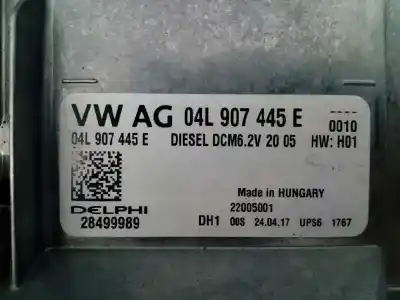 VW AG 04L 907 445 E
0010
04L 907 445 E DIESEL DCM6.2V 20 05 HW: H01
Made in HUNGARY
22005001
DELPHI
28499989
DH1 00S 24.04.17 UPS6 1767